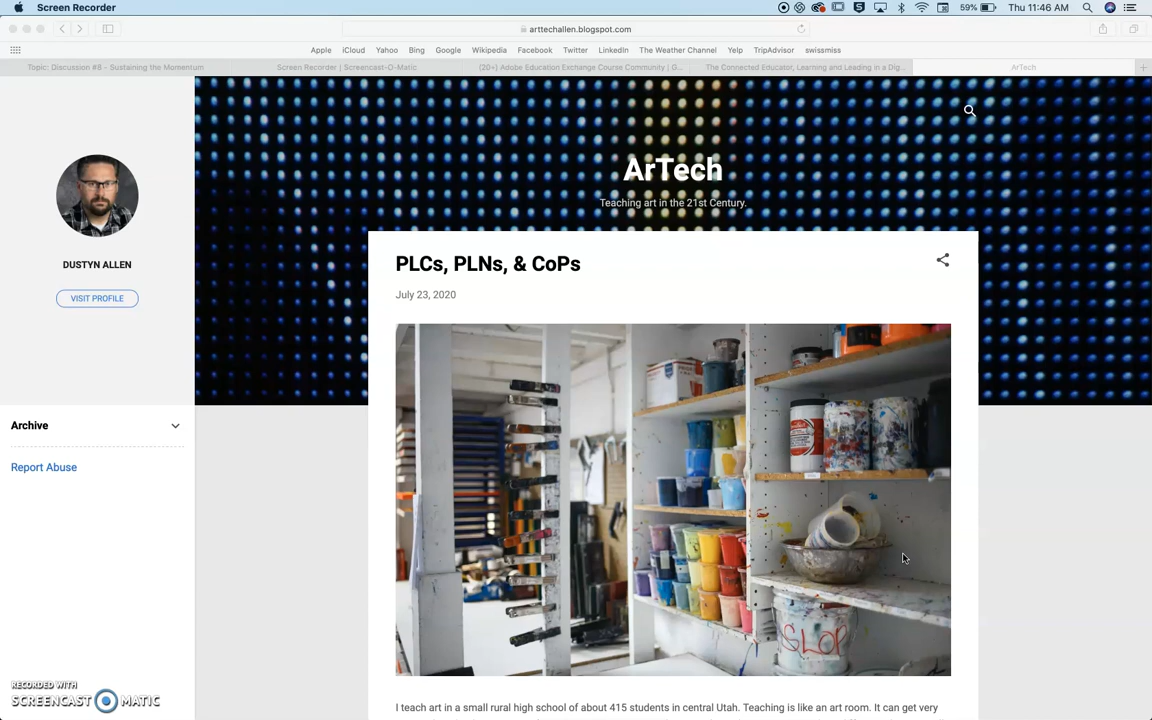 Screen Recorder
59%
Thu 11:46 AM
arttechallen.blogspot.com
Apple iCloud Yahoo Bing Google Wikipedia Facebook Twitter LinkedIn The Weather Channel Yelp TripAdvisor swissmiss
Topic: Discussion #8 – Sustaining the Momentum
Screen Recorder | Screencast-O-Matic
(20+) Adobe Education Exchange Course Community | G...
The Connected Educator, Learning and Leading in a Dig...
ArTech
ArTech
Teaching art in the 21st Century.
DUSTYN ALLEN
VISIT PROFILE
PLCs, PLNs, & CoPs
July 23, 2020
Archive
Report Abuse
SLOP
RECORDED WITH
SCREENCAST MATIC
I teach art in a small rural high school of about 415 students in central Utah. Teaching is like an art room. It can get very